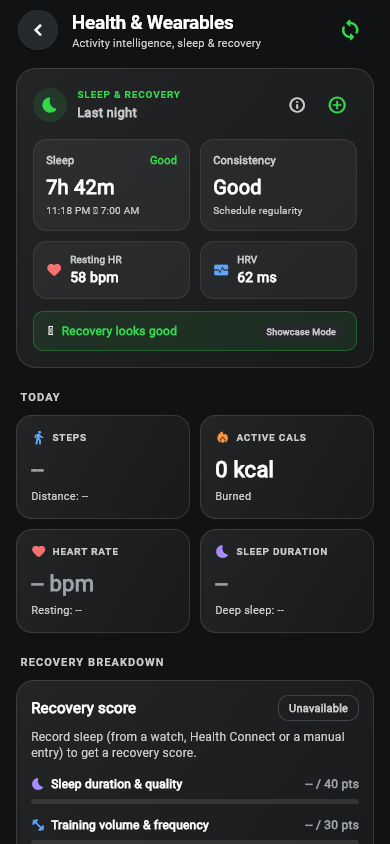 Health & Wearables
Activity intelligence, sleep & recovery
SLEEP & RECOVERY
Last night
Sleep
Good
7h 42m
11:18 PM 7:00 AM
Consistency
Good
Schedule regularity
Resting HR
58 bpm
HRV
62 ms
Recovery looks good
Showcase Mode
TODAY
STEPS
--
Distance: --
ACTIVE CALS
0 kcal
Burned
HEART RATE
-- bpm
Resting: --
SLEEP DURATION
--
Deep sleep: --
RECOVERY BREAKDOWN
Recovery score
Unavailable
Record sleep (from a watch, Health Connect or a manual
entry) to get a recovery score.
Sleep duration & quality
-- / 40 pts
Training volume & frequency
-- / 30 pts